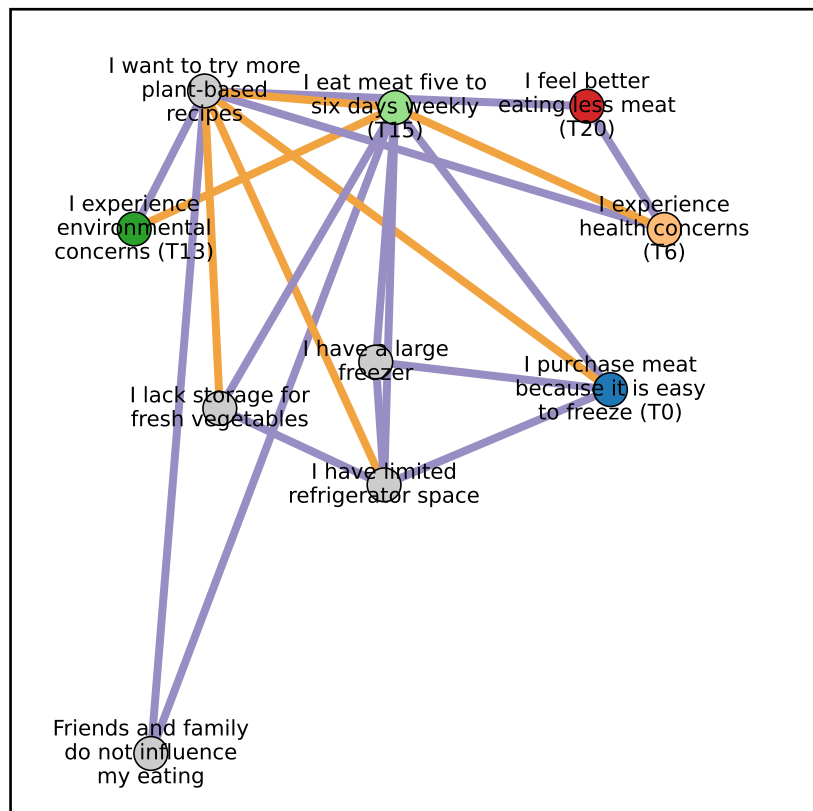 I want to try more
plant-based
recipes
I eat meat five to
six days weekly
(T15)
I feel better
eating less meat
(T20)
I experience
environmental
concerns (T13)
I experience
health concerns
(T6)
I have a large
freezer
I purchase meat
because it is easy
to freeze (T0)
I lack storage for
fresh vegetables
I have limited
refrigerator space
Friends and family
do not influence
my eating